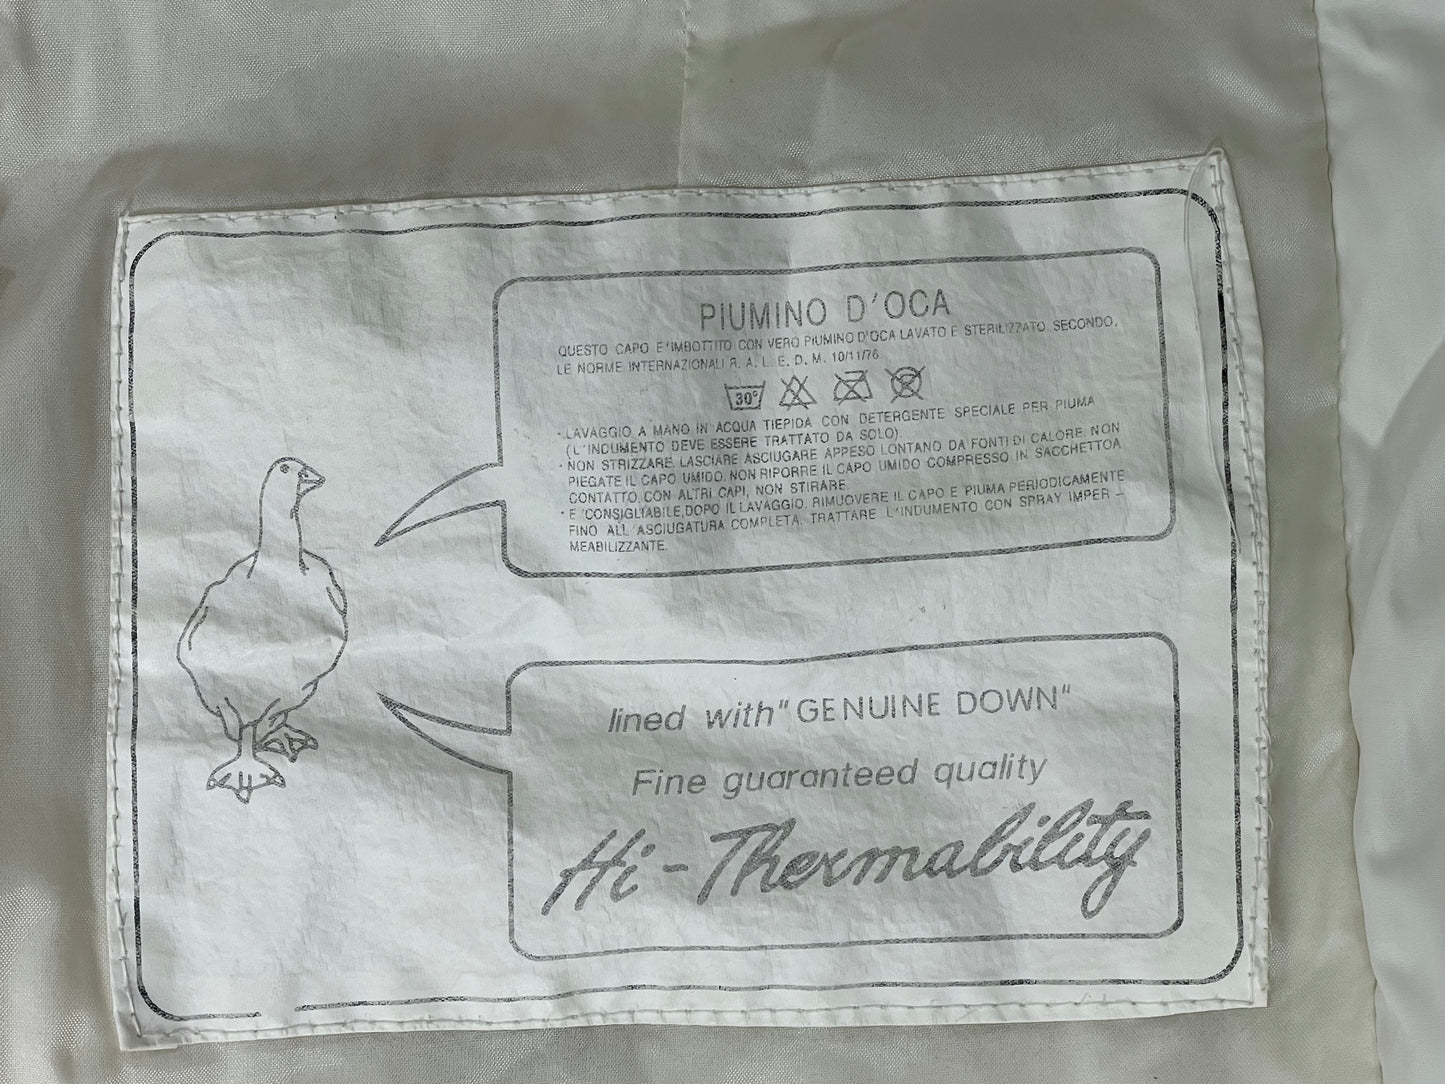 PIUMINO D'OCA
QUESTO CAPO E'IMBOTTITO CON VERO PIUMINO D'OCA LAVATO E STERILIZZATO SECONDO,
LE NORME INTERNAZIONALI R. A. L. E. D. M. 10/11/76
30°
·LAVAGGIO A MANO IN ACQUA TIEPIDA CON DETERGENTE SPECIALE PER PIUMA
(L'INDUMENTO DEVE ESSERE TRATTATO DA SOLO).
·NON STRIZZARE, LASCIARE ASCIUGARE APPESO LONTANO DA FONTI DI CALORE. NON
PIEGATE IL CAPO UMIDO. NON RIPORRE IL CAPO UMIDO COMPRESSO IN SACCHETTOA
CONTATTO CON ALTRI CAPI, NON STIRARE.
·E 'CONSIGLIABILE,DOPO IL LAVAGGIO. RIMUOVERE IL CAPO E PIUMA PERIODICAMENTE
FINO ALL'ASCIUGATURA COMPLETA. TRATTARE L'INDUMENTO CON SPRAY IMPER –
MEABILIZZANTE.
lined with"GENUINE DOWN"
Fine guaranteed quality
Hi-Thermability